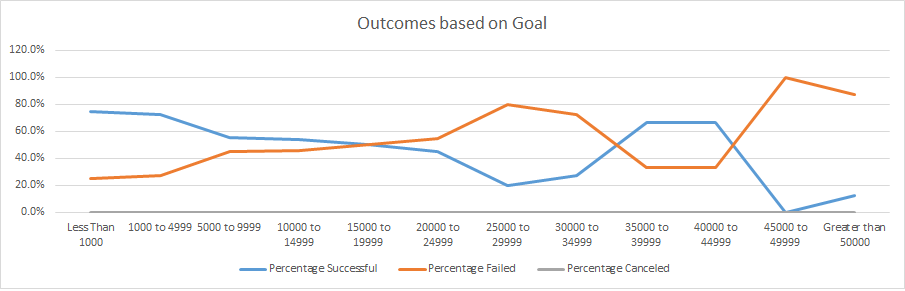 Outcomes based on Goal
120.0%
100.0%
80.0%
60.0%
40.0%
20.0%
0.0%
Less Than 1000
1000 to 4999
5000 to 9999
10000 to 14999
15000 to 19999
20000 to 24999
25000 to 29999
30000 to 34999
35000 to 39999
40000 to 44999
45000 to 49999
Greater than 50000
Percentage Successful
Percentage Failed
Percentage Canceled